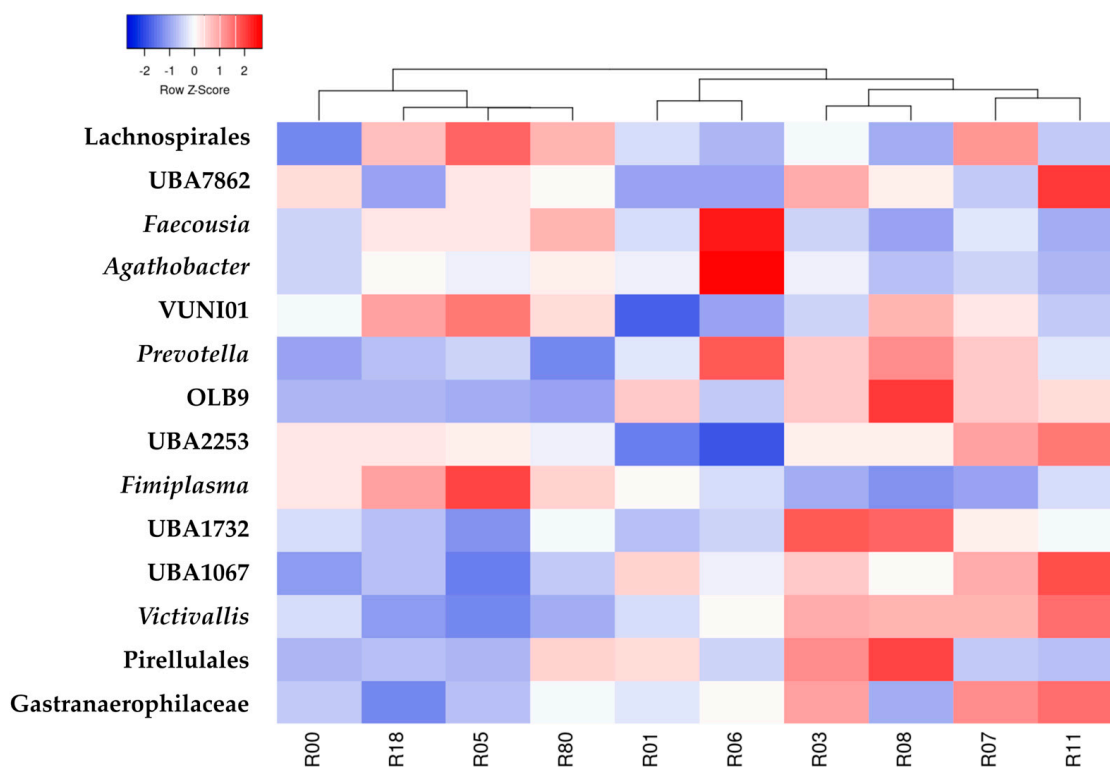 -2 -1 0 1 2
Row Z-Score
Lachnospirales
UBA7862
Faecousia
Agathobacter
VUNI01
Prevotella
OLB9
UBA2253
Fimiplasma
UBA1732
UBA1067
Victivallis
Pirellulales
Gastranaerophilaceae
R00 R18 R05 R80 R01 R06 R03 R08 R07 R11